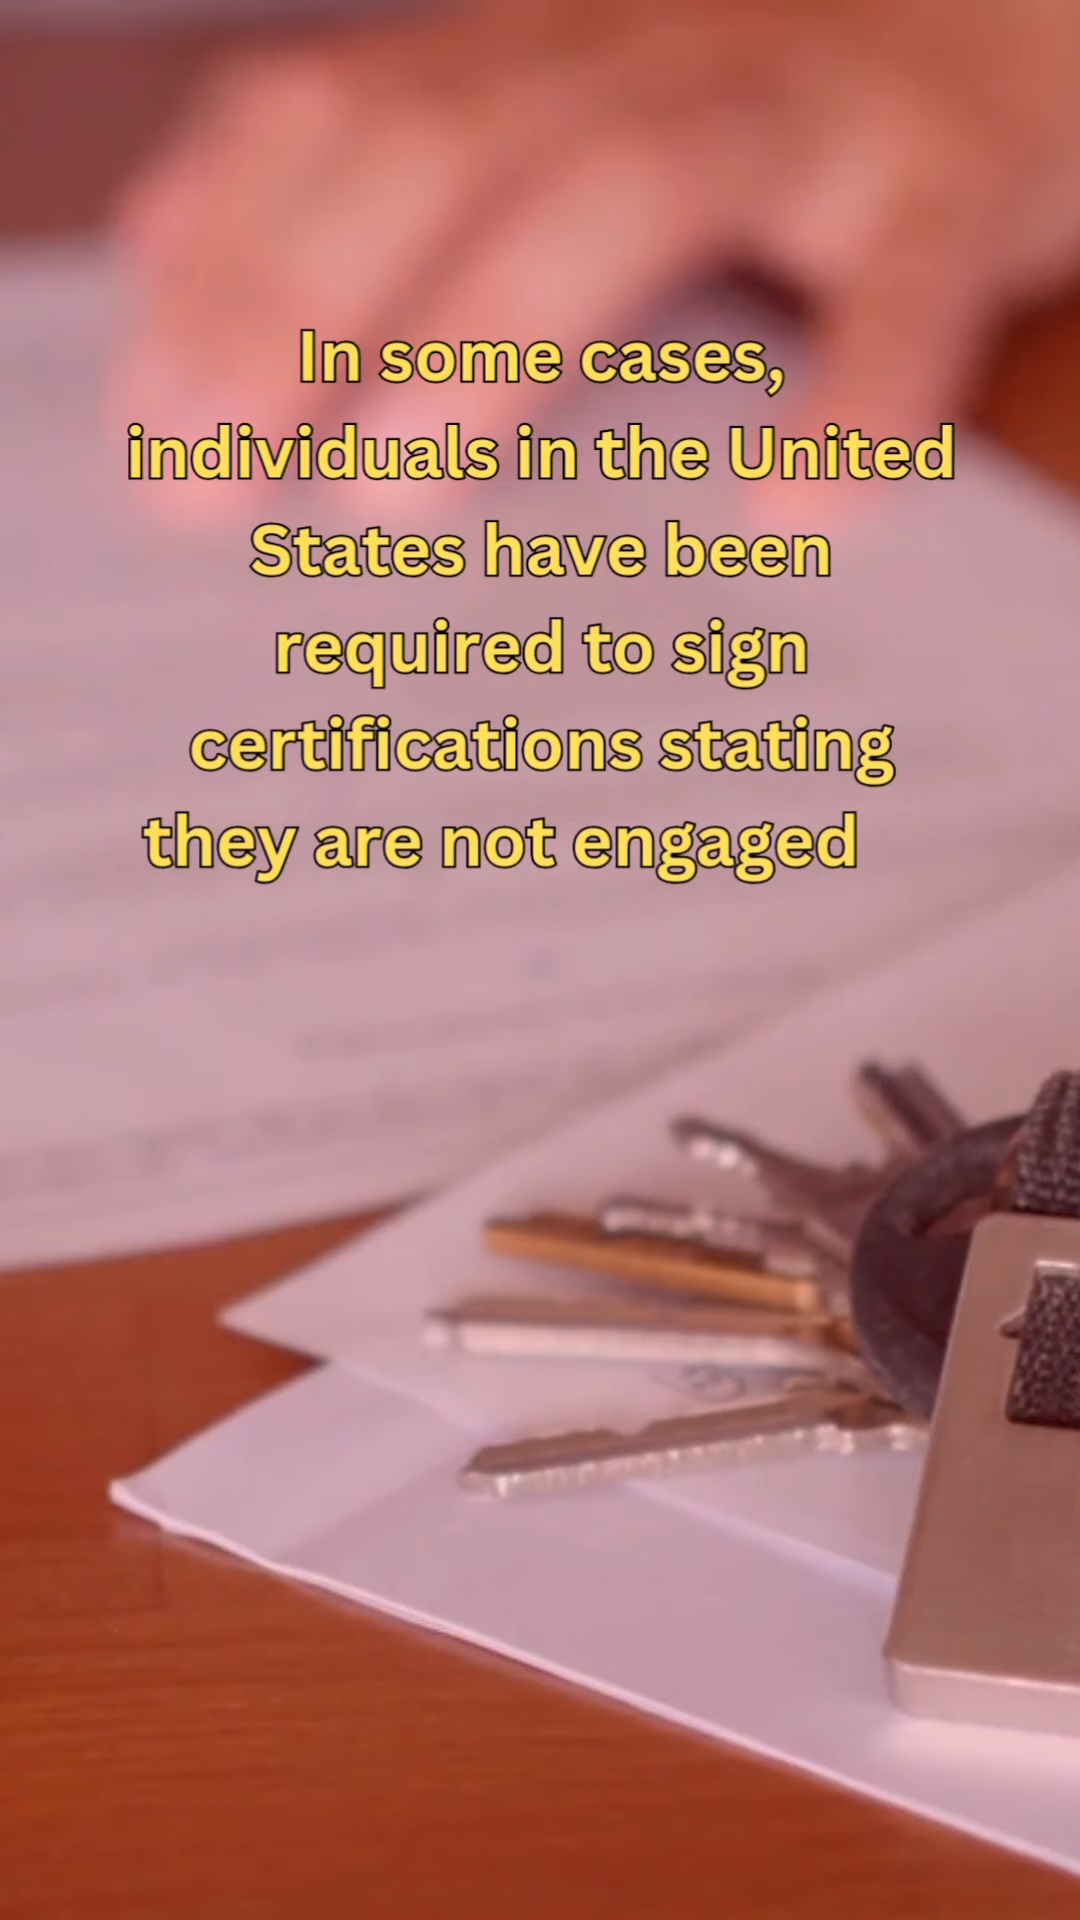 In some cases,
individuals in the United
States have been
required to sign
certifications stating
they are not engaged